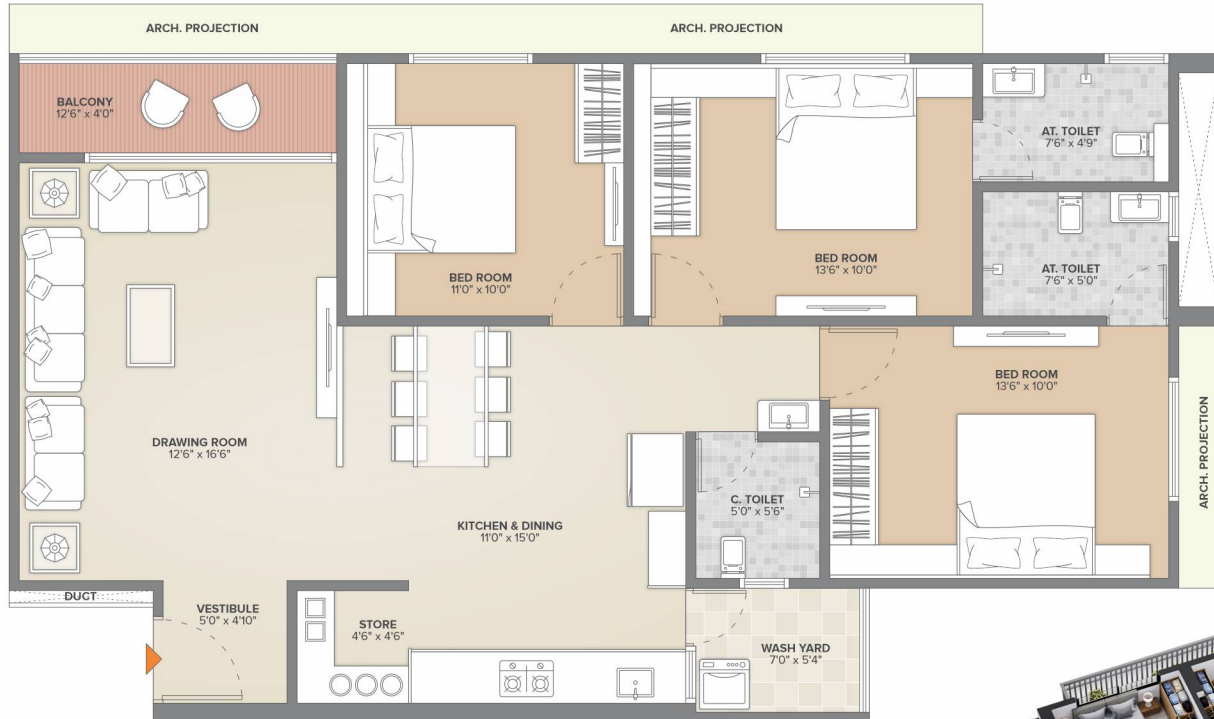 ARCH. PROJECTION
ARCH. PROJECTION
BALCONY
12'6" x 4'0"
AT. TOILET
7'6" x 4'9"
BED ROOM
11'0" x 10'0"
BED ROOM
13'6" x 10'0"
AT. TOILET
7'6" x 5'0"
BED ROOM
13'6" x 10'0"
ARCH. PROJECTION
DRAWING ROOM
12'6" x 16'6"
C. TOILET
5'0" x 5'6"
KITCHEN & DINING
11'0" x 15'0"
DUCT
VESTIBULE
5'0" x 4'10"
STORE
4'6" x 4'6"
WASH YARD
7'0" x 5'4"